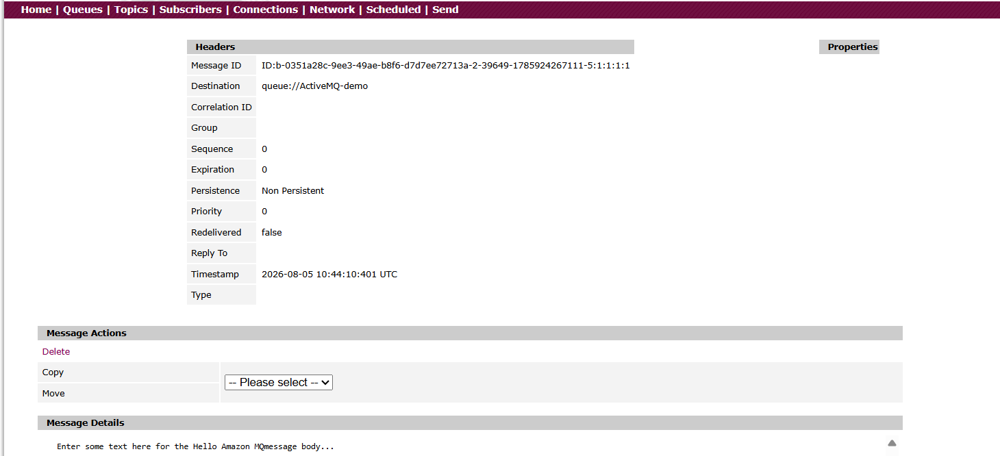 Home | Queues | Topics | Subscribers | Connections | Network | Scheduled | Send
Headers
Message ID ID:b-0351a28c-9ee3-49ae-b8f6-d7d7ee72713a-2-39649-1785924267111-5:1:1:1:1
Destination queue://ActiveMQ-demo
Correlation ID
Group
Sequence 0
Expiration 0
Persistence Non Persistent
Priority 0
Redelivered false
Reply To
Timestamp 2026-08-05 10:44:10:401 UTC
Type
Properties
Message Actions
Delete
Copy
-- Please select --
Move
Message Details
Enter some text here for the Hello Amazon MQmessage body...